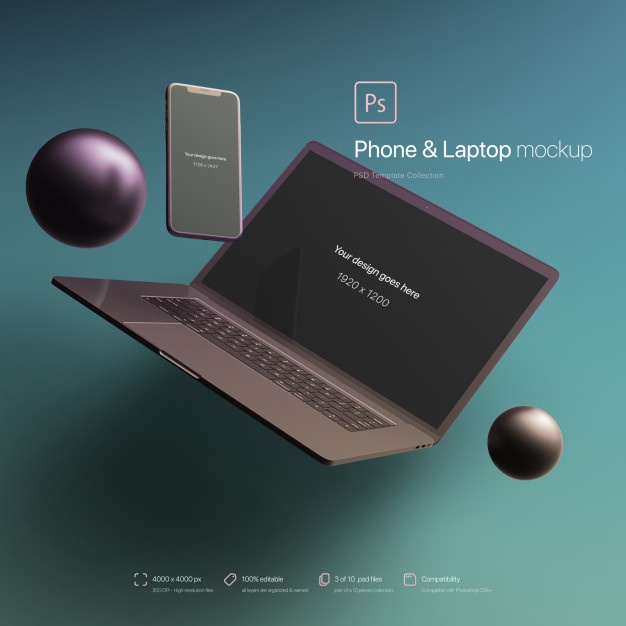 Ps
Phone & Laptop mockup
PSD Template Collection
Your design goes here
Your design goes here
1920 x 1200
4000 x 4000 px
300 DPI - High resolution files
100% editable
all layers are organized & named
3 of 10 .psd files
part of a 10 pieces collection
Compatibility
Compatible with Photoshop CS4+